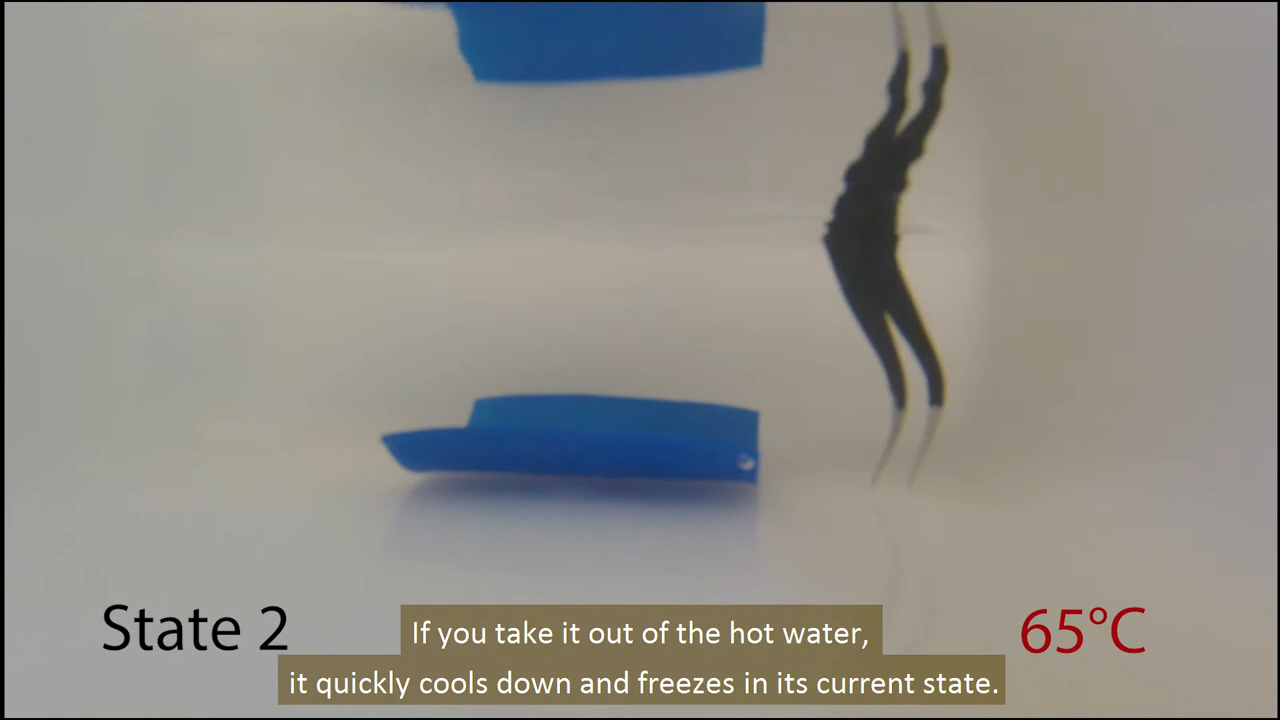 State 2
65°C
If you take it out of the hot water,
it quickly cools down and freezes in its current state.